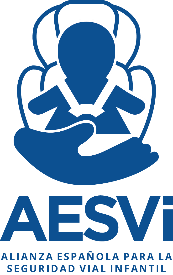 AESVi
ALIANZA ESPAÑOLA PARA LA
SEGURIDAD VIAL INFANTIL